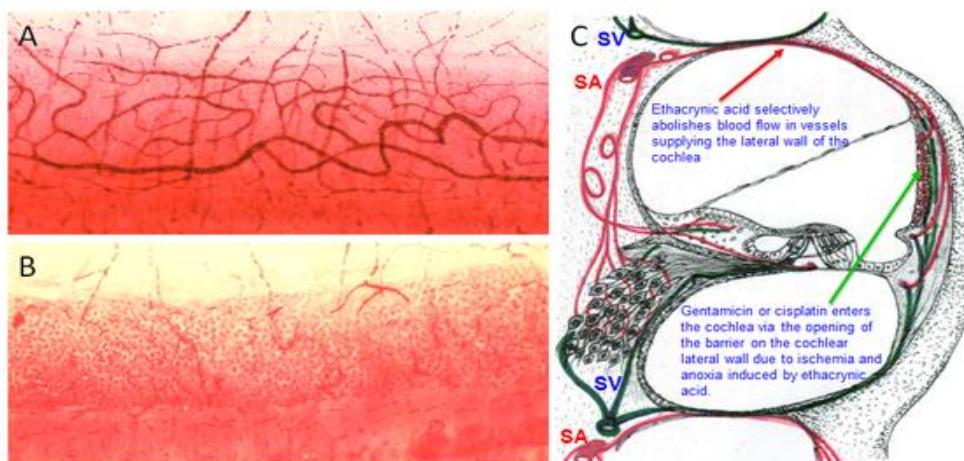 A
B
C
SV
SA
Ethacrynic acid selectively
abolishes blood flow in vessels
supplying the lateral wall of the
cochlea
Gentamicin or cisplatin enters
the cochlea via the opening of
the barrier on the cochlear
lateral wall due to ischemia and
anoxia induced by ethacrynic
acid.
SV
SA